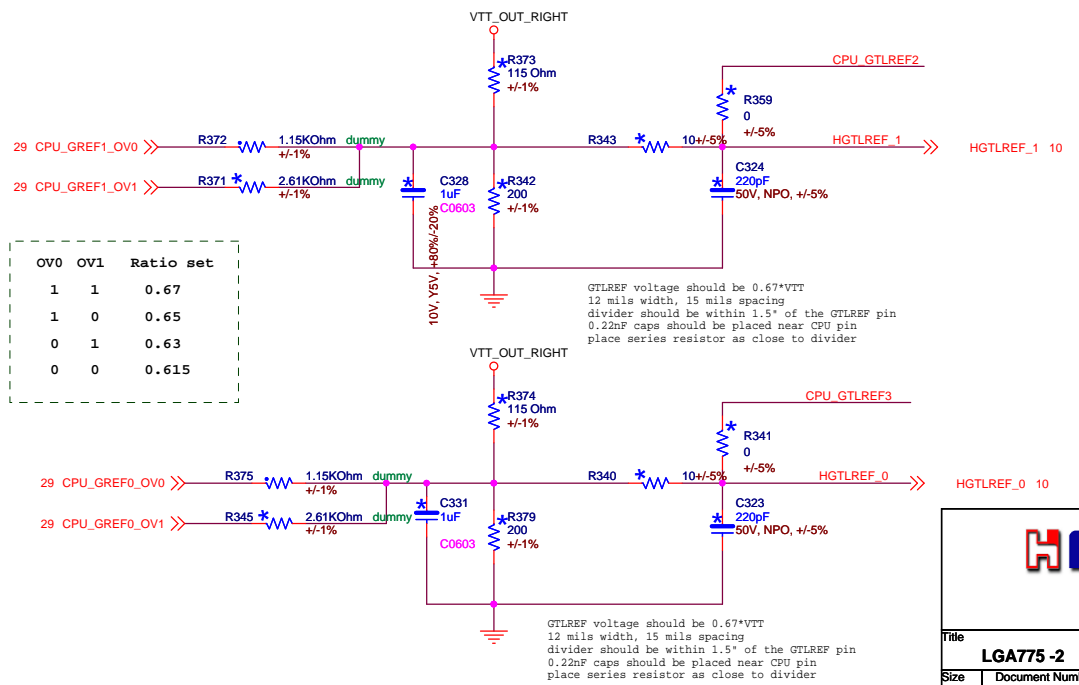 VTT_OUT_RIGHT
R373
115 Ohm
+/-1%
CPU_GTLREF2
R359
0
+/-5%
29 CPU_GREF1_OV0
R372
1.15KOhm
dummy
+/-1%
R343
10
+/-5%
HGTLREF_1
HGTLREF_1 10
29 CPU_GREF1_OV1
R371
2.61KOhm
dummy
+/-1%
C328
1uF
C0603
10V, Y5V, +80%/-20%
R342
200
+/-1%
C324
220pF
50V, NPO, +/-5%
OV0 OV1 Ratio set
1 1 0.67
1 0 0.65
0 1 0.63
0 0 0.615
GTLREF voltage should be 0.67*VTT
12 mils width, 15 mils spacing
divider should be within 1.5" of the GTLREF pin
0.22nF caps should be placed near CPU pin
place series resistor as close to divider
VTT_OUT_RIGHT
R374
115 Ohm
+/-1%
CPU_GTLREF3
R341
0
+/-5%
29 CPU_GREF0_OV0
R375
1.15KOhm
dummy
+/-1%
R340
10
+/-5%
HGTLREF_0
HGTLREF_0 10
29 CPU_GREF0_OV1
R345
2.61KOhm
dummy
+/-1%
C331
1uF
C0603
R379
200
+/-1%
C323
220pF
50V, NPO, +/-5%
GTLREF voltage should be 0.67*VTT
12 mils width, 15 mils spacing
divider should be within 1.5" of the GTLREF pin
0.22nF caps should be placed near CPU pin
place series resistor as close to divider
H
Title
LGA775 -2
Size
Document Num